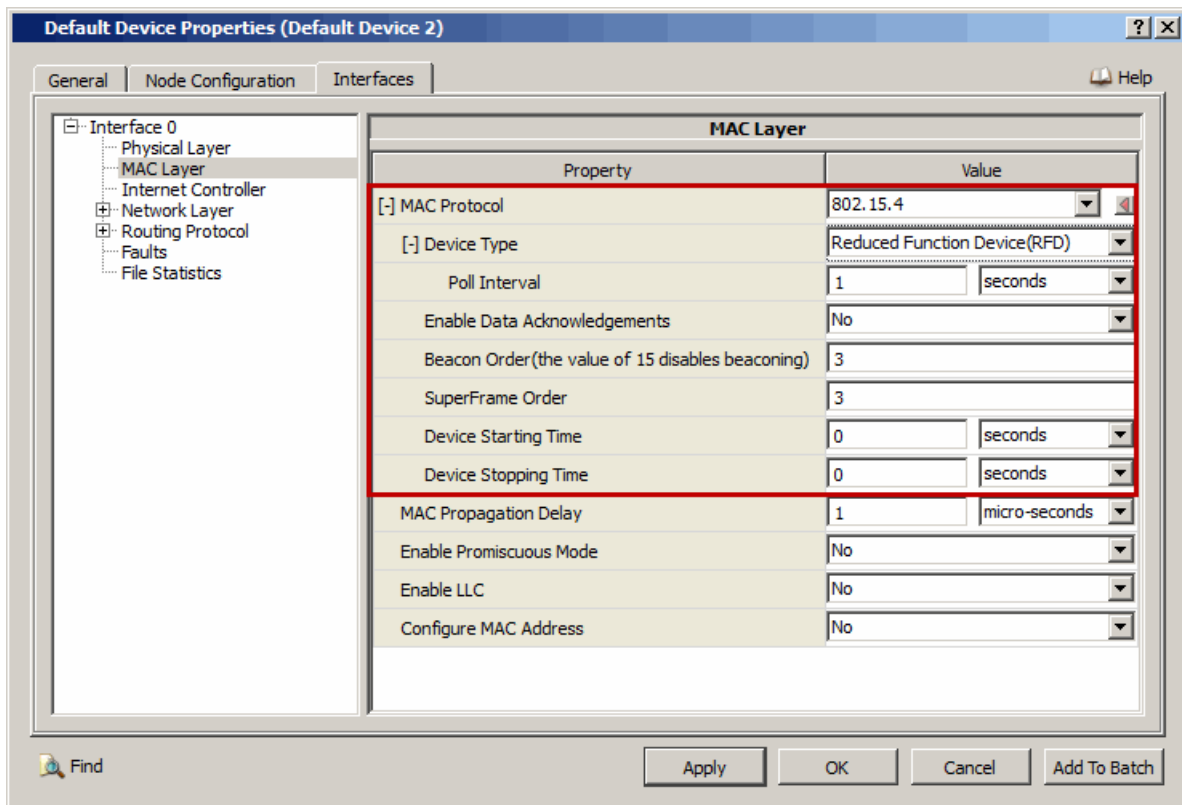 Default Device Properties (Default Device 2)
General Node Configuration Interfaces Help
Interface 0
Physical Layer
MAC Layer
Internet Controller
Network Layer
Routing Protocol
Faults
File Statistics
MAC Layer
Property Value
[-] MAC Protocol 802.15.4
[-] Device Type Reduced Function Device(RFD)
Poll Interval 1 seconds
Enable Data Acknowledgements No
Beacon Order(the value of 15 disables beaconing) 3
SuperFrame Order 3
Device Starting Time 0 seconds
Device Stopping Time 0 seconds
MAC Propagation Delay 1 micro-seconds
Enable Promiscuous Mode No
Enable LLC No
Configure MAC Address No
Find Apply OK Cancel Add To Batch